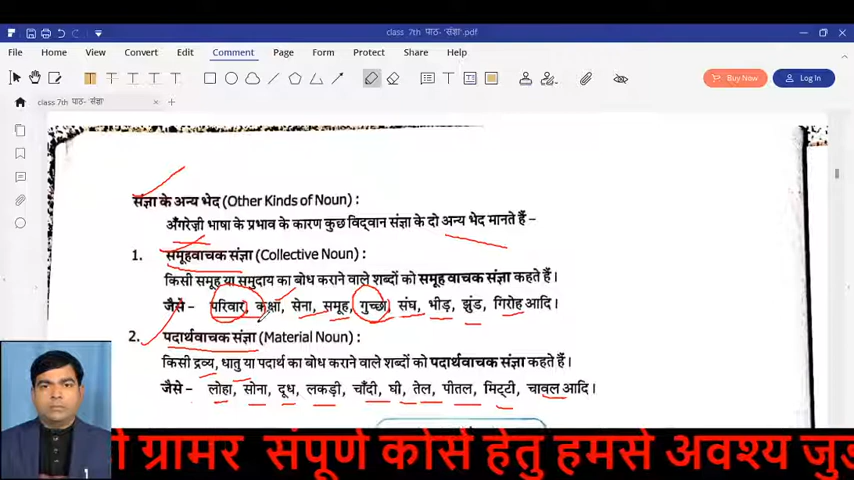 class 7th पाठ- 'संज्ञा'.pdf
File Home View Convert Edit Comment Page Form Protect Share Help
Buy Now Log In
class 7th पाठ- 'संज्ञा'
संज्ञा के अन्य भेद (Other Kinds of Noun) :
अँगरेज़ी भाषा के प्रभाव के कारण कुछ विद्वान संज्ञा के दो अन्य भेद मानते हैं –
1. समूहवाचक संज्ञा (Collective Noun) :
किसी समूह या समुदाय का बोध कराने वाले शब्दों को समूह वाचक संज्ञा कहते हैं।
जैसे – परिवार, कक्षा, सेना, समूह, गुच्छा, संघ, भीड़, झुंड, गिरोह आदि।
2. पदार्थवाचक संज्ञा (Material Noun) :
किसी द्रव्य, धातु या पदार्थ का बोध कराने वाले शब्दों को पदार्थवाचक संज्ञा कहते हैं।
जैसे – लोहा, सोना, दूध, लकड़ी, चाँदी, घी, तेल, पीतल, मिट्टी, चावल आदि।
ग्रामर संपूर्ण कोर्स हेतु हमसे अवश्य